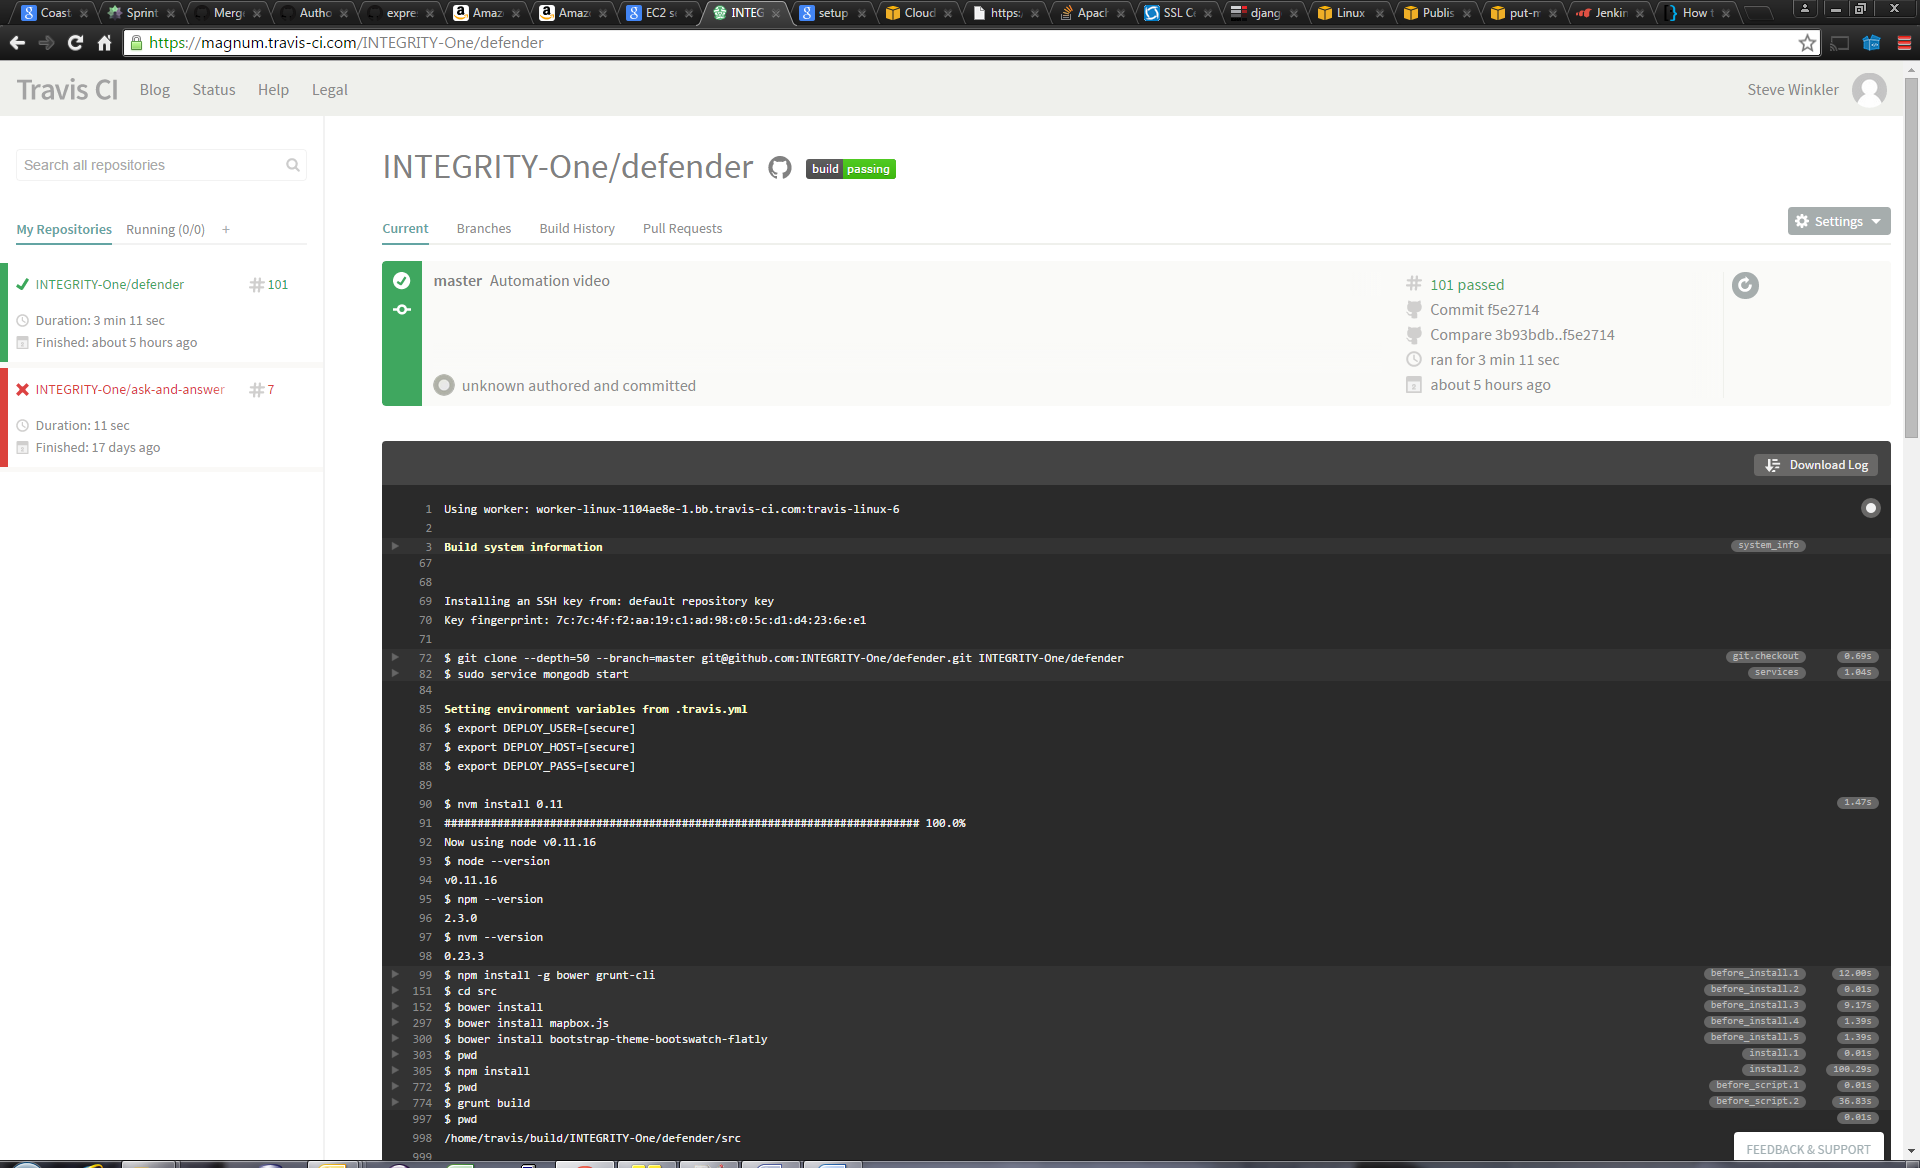 Coast
Sprint
Merg
Autho
expre
Amaz
Amaz
EC2 s
INTEG
setup
Cloud
https:
Apach
SSL C
djang
Linux
Publis
put-m
Jenkin
How t
https://magnum.travis-ci.com/INTEGRITY-One/defender
Travis CI
Blog
Status
Help
Legal
Steve Winkler
Search all repositories
My Repositories
Running (0/0)
+
INTEGRITY-One/defender
# 101
Duration: 3 min 11 sec
Finished: about 5 hours ago
INTEGRITY-One/ask-and-answer
# 7
Duration: 11 sec
Finished: 17 days ago
INTEGRITY-One/defender
build passing
Current
Branches
Build History
Pull Requests
Settings
master Automation video
unknown authored and committed
# 101 passed
Commit f5e2714
Compare 3b93bdb..f5e2714
ran for 3 min 11 sec
about 5 hours ago
Download Log
1 Using worker: worker-linux-1104ae8e-1.bb.travis-ci.com:travis-linux-6
2
3 Build system information system_info
67
68
69 Installing an SSH key from: default repository key
70 Key fingerprint: 7c:7c:4f:f2:aa:19:c1:ad:98:c0:5c:d1:d4:23:6e:e1
71
72 $ git clone --depth=50 --branch=master git@github.com:INTEGRITY-One/defender.git INTEGRITY-One/defender git.checkout 0.69s
82 $ sudo service mongodb start services 1.04s
84
85 Setting environment variables from .travis.yml
86 $ export DEPLOY_USER=[secure]
87 $ export DEPLOY_HOST=[secure]
88 $ export DEPLOY_PASS=[secure]
89
90 $ nvm install 0.11 1.47s
91 ######################################################################## 100.0%
92 Now using node v0.11.16
93 $ node --version
94 v0.11.16
95 $ npm --version
96 2.3.0
97 $ nvm --version
98 0.23.3
99 $ npm install -g bower grunt-cli before_install.1 12.00s
151 $ cd src before_install.2 0.01s
152 $ bower install before_install.3 9.17s
297 $ bower install mapbox.js before_install.4 1.39s
300 $ bower install bootstrap-theme-bootswatch-flatly before_install.5 1.39s
303 $ pwd install.1 0.01s
305 $ npm install install.2 100.29s
772 $ pwd before_script.1 0.01s
774 $ grunt build before_script.2 36.83s
997 $ pwd 0.01s
998 /home/travis/build/INTEGRITY-One/defender/src
999
FEEDBACK & SUPPORT